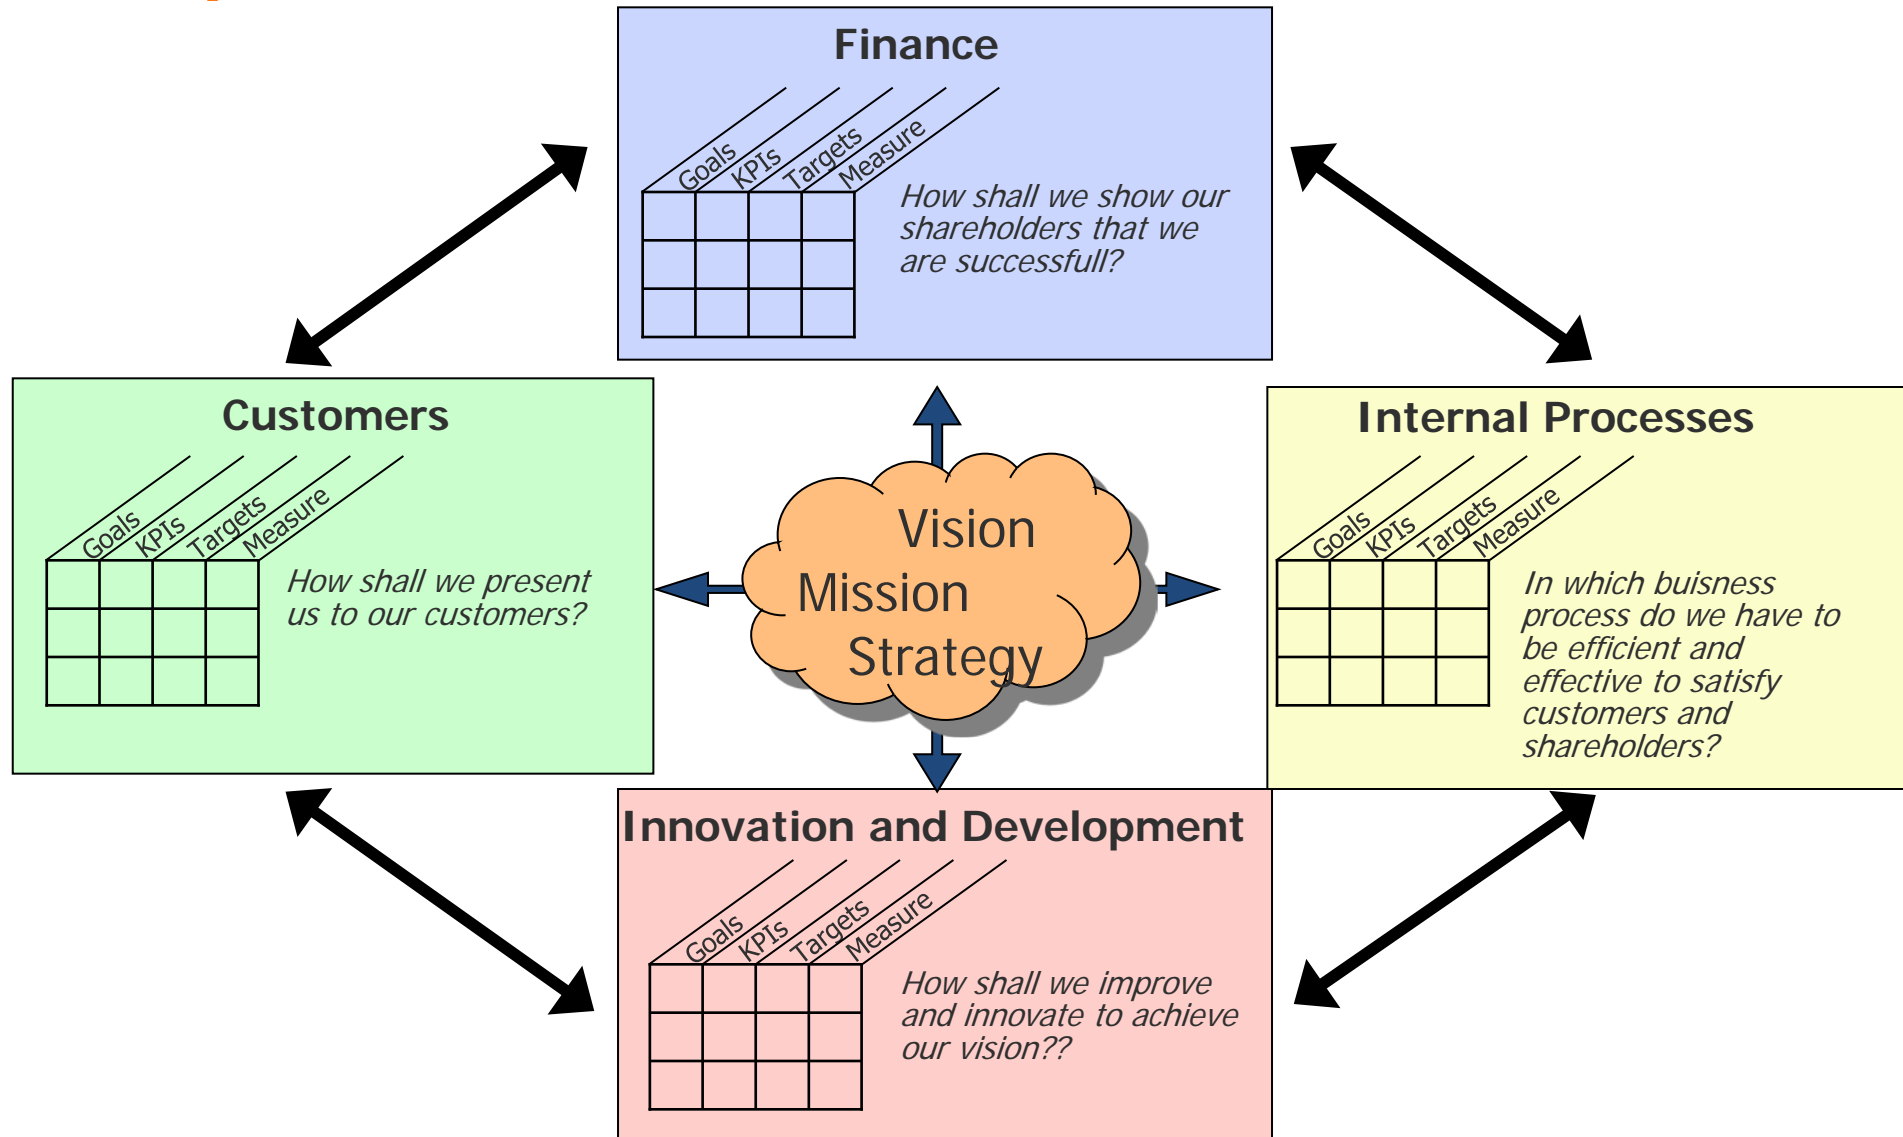 Finance
Goals
KPIs
Targets
Measure
How shall we show our
shareholders that we
are successfull?
Customers
Goals
KPIs
Targets
Measure
How shall we present
us to our customers?
Vision
Mission
Strategy
Internal Processes
Goals
KPIs
Targets
Measure
In which buisness
process do we have to
be efficient and
effective to satisfy
customers and
shareholders?
Innovation and Development
Goals
KPIs
Targets
Measure
How shall we improve
and innovate to achieve
our vision??